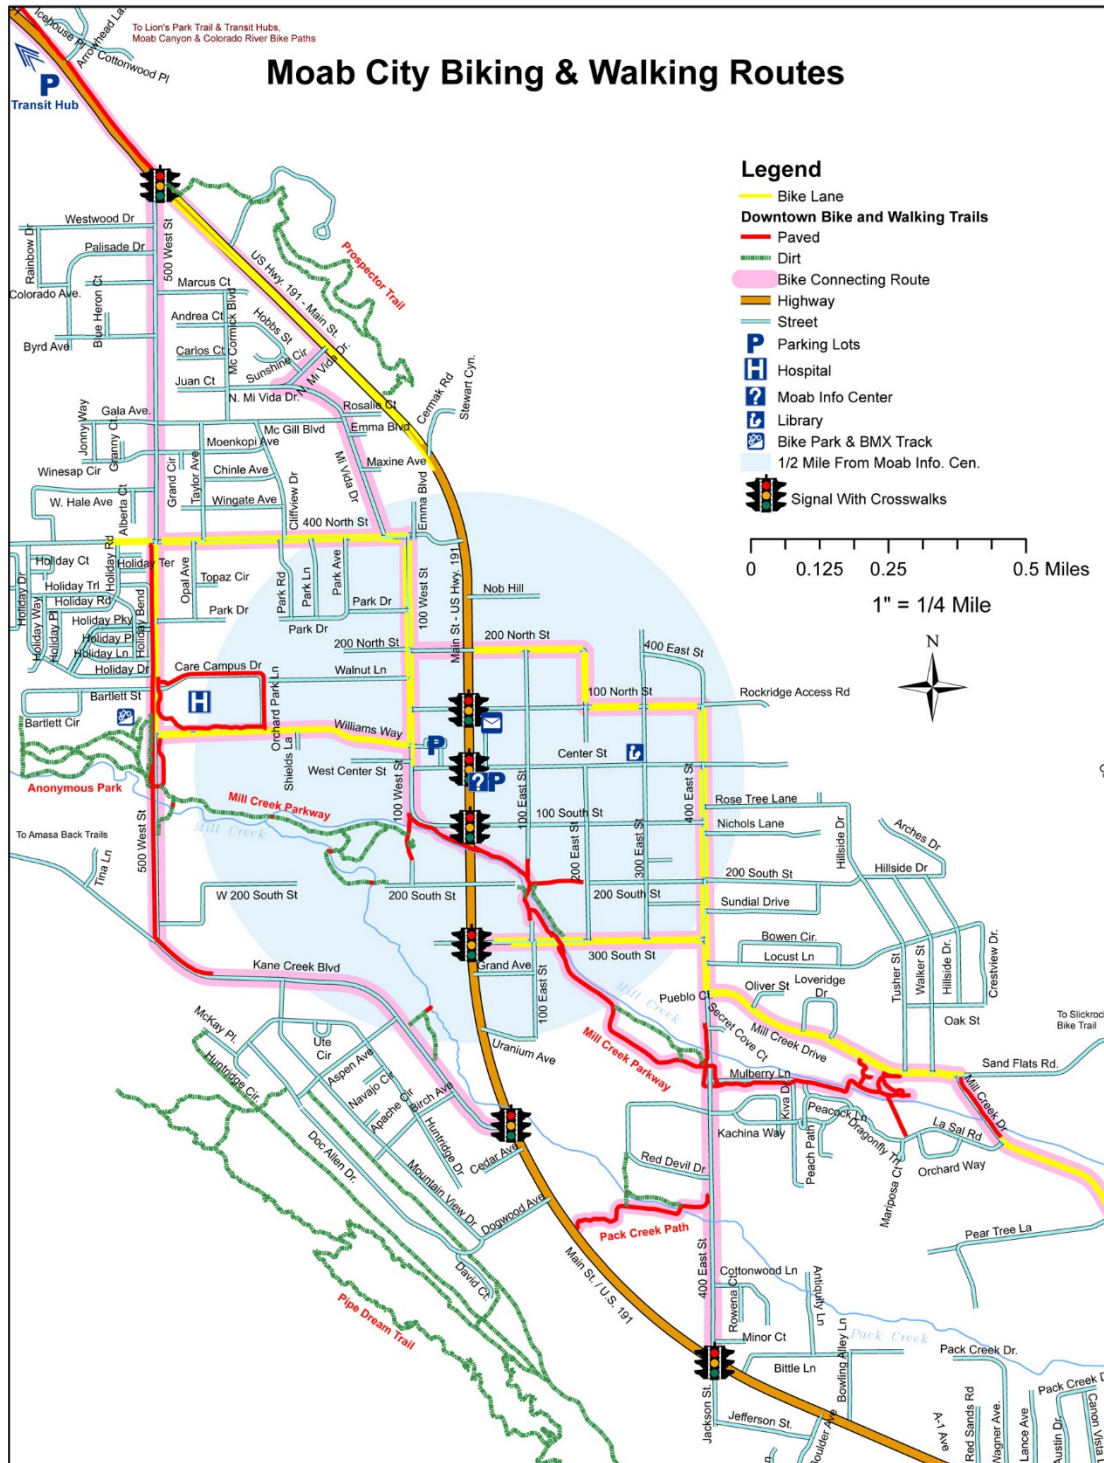 Icehouse Pl
Arrowhead La.
Cottonwood Pl
To Lion's Park Trail & Transit Hubs,
Moab Canyon & Colorado River Bike Paths
Moab City Biking & Walking Routes
P
Transit Hub
Legend
Bike Lane
Downtown Bike and Walking Trails
Paved
Dirt
Bike Connecting Route
Highway
Street
P
Parking Lots
H
Hospital
?
Moab Info Center
Library
Bike Park & BMX Track
1/2 Mile From Moab Info. Cen.
Signal With Crosswalks
0 0.125 0.25 0.5 Miles
1" = 1/4 Mile
N
Westwood Dr
Rainbow Dr
Palisade Dr
500 West St
Colorado Ave.
Blue Heron Ct
Byrd Ave
Marcus Ct
Andrea Ct
Mc Cormick Blvd
Hobbs St
Carlos Ct
Sunshine Cir
Juan Ct
N. Mi Vida Dr.
N. Mi Vida Dr.
US Hwy. 191 - Main St.
Prospector Trail
Cermak Rd
Stewart Cyn.
Rosalie Ct
Gala Ave.
Mc Gill Blvd
Emma Blvd
Jonny Way
Granny Ct.
Moenkopi Ave
Maxine Ave
Mi Vida Dr
Winesap Cir
Grand Cir
Taylor Ave
Chinle Ave
Cliffview Dr
W. Hale Ave
Alberta Ct
Wingate Ave
400 North St
Emma Blvd
Holiday Rd
Holiday Ct
Holiday Ter
Holiday Dr
Holiday Trl
Holiday Way
Holiday Rd
Holiday Pl
Holiday Pky
Holiday Pl
Holiday Ln
Holiday Bend
Holiday Dr
Opal Ave
Topaz Cir
Park Rd
Park Ln
Park Ave
Park Dr
Park Dr
Park Dr
100 West St
Main St - US Hwy. 191
Nob Hill
200 North St
200 North St
400 East St
Care Campus Dr
Walnut Ln
Bartlett St
H
Orchard Park Ln
100 North St
Rockridge Access Rd
Bartlett Cir
Williams Way
Shields La
P
Center St
West Center St
?
P
Anonymous Park
Mill Creek Parkway
Mill Creek
100 West St
100 East St
100 South St
400 East St
Rose Tree Lane
Nichols Lane
Hillside Dr
Arches Dr
To Amasa Back Trails
Tina Ln
500 West St
W 200 South St
200 South St
200 East St
300 East St
200 South St
200 South St
Hillside Dr
Sundial Drive
Bowen Cir.
Locust Ln
300 South St
Kane Creek Blvd
Grand Ave
100 East St
Tusher St
Walker St
Hillside Dr.
Crestview Dr.
Mill Creek
Pueblo Ct
Oliver St
Loveridge
Dr
Oak St
McKay Pl.
Ute
Cir
Uranium Ave
Mill Creek Parkway
Secret Cove Ct
Mill Creek Drive
To Slickrock
Bike Trail
Sand Flats Rd.
Huntridge Cir.
Aspen Ave
Navajo Cir
Apache Cir
Birch Ave
Huntridge Dr
Mulberry Ln
Kiva Dr
Peacock Ln
Dragonfly Trl
Mill Creek Dr
La Sal Rd
Kachina Way
Peach Path
Mariposa Ct
Orchard Way
Doc Allen Dr.
Cedar Ave
Red Devil Dr
Mountain View Dr
Dogwood Ave
Pack Creek Path
Pear Tree La
David Ct.
Main St. / U.S. 191
400 East St
Cottonwood Ln
Rowena Ct
Antiquity Ln
Pipe Dream Trail
Minor Ct
Pack Creek
Bittle Ln
Bowling Alley Ln
Pack Creek Dr.
Jackson St.
Jefferson St.
A-1 Ave
Red Sands Rd
Wagner Ave.
Lance Ave
Austin Dr.